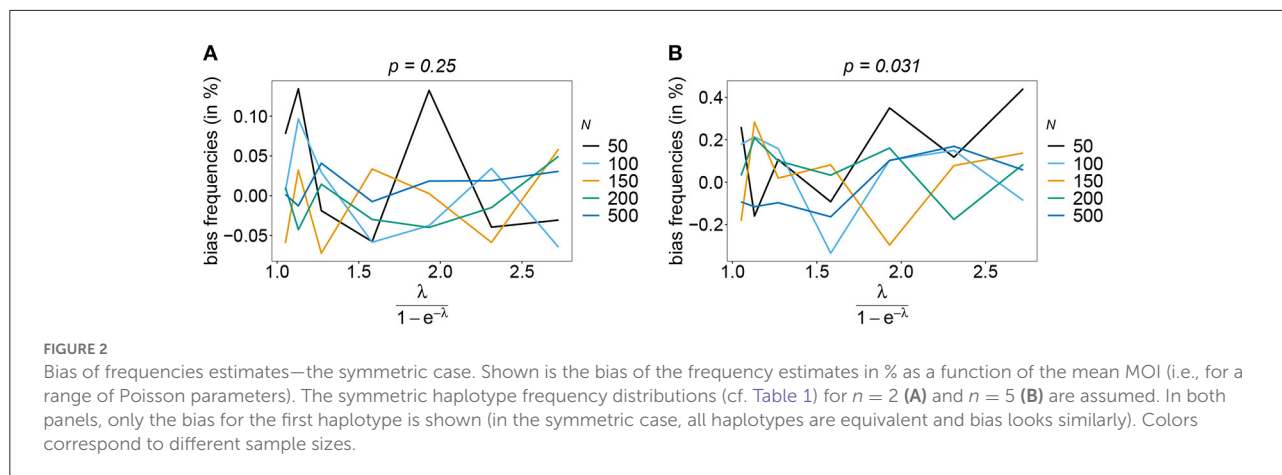 A
p = 0.25
bias frequencies (in %)
0.10
0.05
0.00
−0.05
1.0 1.5 2.0 2.5
λ
1 − e−λ
N
50
100
150
200
500
B
p = 0.031
bias frequencies (in %)
0.4
0.2
0.0
−0.2
1.0 1.5 2.0 2.5
λ
1 − e−λ
N
50
100
150
200
500
FIGURE 2
Bias of frequencies estimates—the symmetric case. Shown is the bias of the frequency estimates in % as a function of the mean MOI (i.e., for a
range of Poisson parameters). The symmetric haplotype frequency distributions (cf. Table 1) for n = 2 (A) and n = 5 (B) are assumed. In both
panels, only the bias for the first haplotype is shown (in the symmetric case, all haplotypes are equivalent and bias looks similarly). Colors
correspond to different sample sizes.